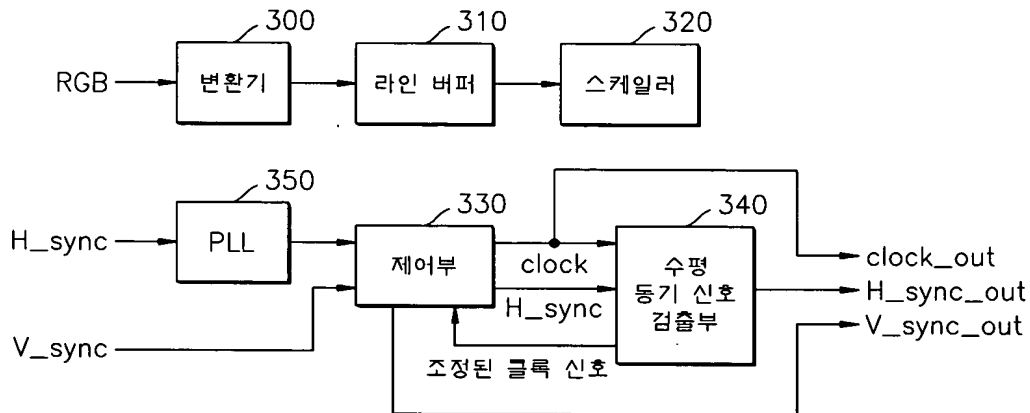 300
310
320
RGB
변환기
라인 버퍼
스케일러
350
330
340
H_sync
PLL
제어부
clock
H_sync
수평
동기 신호
검출부
clock_out
H_sync_out
V_sync_out
V_sync
조정된 클록 신호